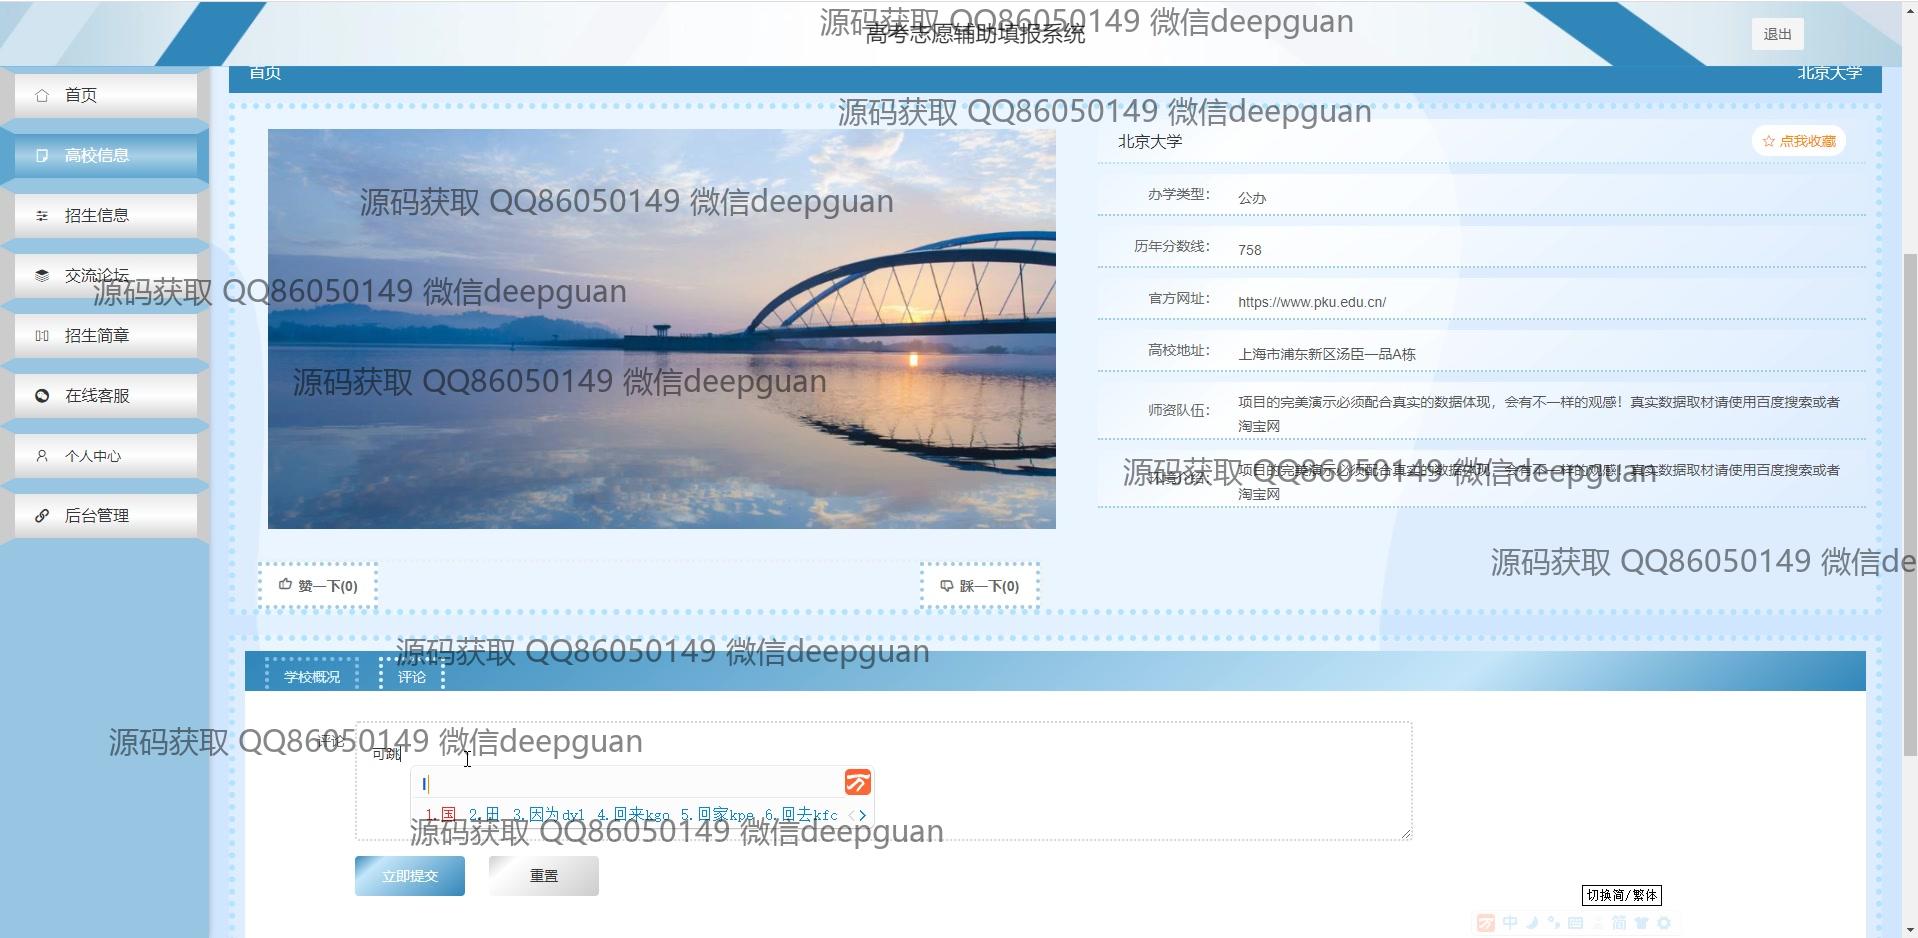 源码获取 QQ86050149 微信deepguan
高考志愿辅助填报系统
退出
首页
北京大学
首页
高校信息
招生信息
交流论坛
招生简章
在线客服
个人中心
后台管理
源码获取 QQ86050149 微信deepguan
北京大学
☆ 点我收藏
办学类型： 公办
源码获取 QQ86050149 微信deepguan
历年分数线： 758
源码获取 QQ86050149 微信deepguan
官方网址： https://www.pku.edu.cn/
高校地址： 上海市浦东新区汤臣一品A栋
源码获取 QQ86050149 微信deepguan
师资队伍： 项目的完美演示必须配合真实的数据体现，会有不一样的观感！真实数据取材请使用百度搜索或者
淘宝网
源码获取 QQ86050149 微信deepguan
项目的完美演示必须配合真实的数据体现，会有不一样的观感！真实数据取材请使用百度搜索或者
淘宝网
源码获取 QQ86050149 微信de
赞一下(0)
踩一下(0)
源码获取 QQ86050149 微信deepguan
学校概况
评论
源码获取 QQ86050149 微信deepguan
评论
可跳
l
1.国 2.田 3.因为dyl 4.回来kgo 5.回家kpe 6.回去kfc
源码获取 QQ86050149 微信deepguan
立即提交
重置
切换简/繁体
中
简